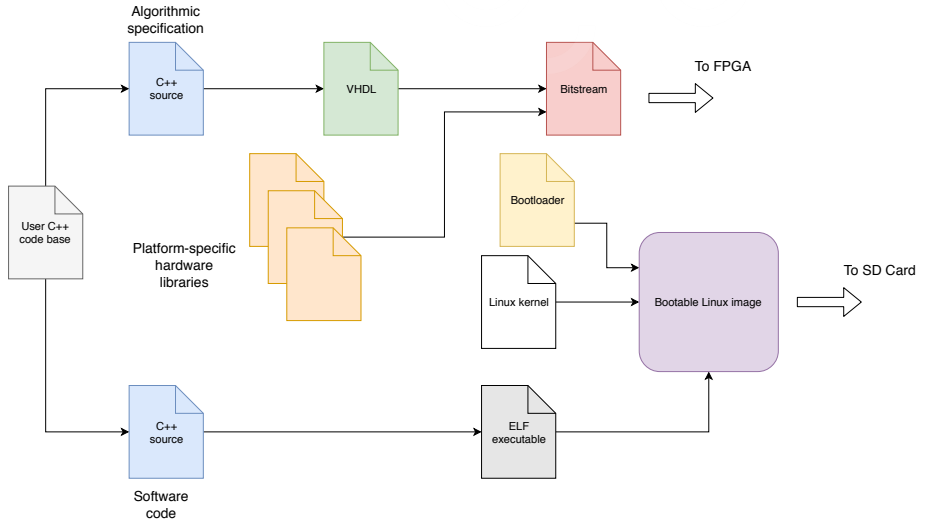 Algorithmic
specification
C++
source
VHDL
Bitstream
To FPGA
User C++
code base
Platform-specific
hardware
libraries
Bootloader
Linux kernel
Bootable Linux image
To SD Card
C++
source
ELF
executable
Software
code